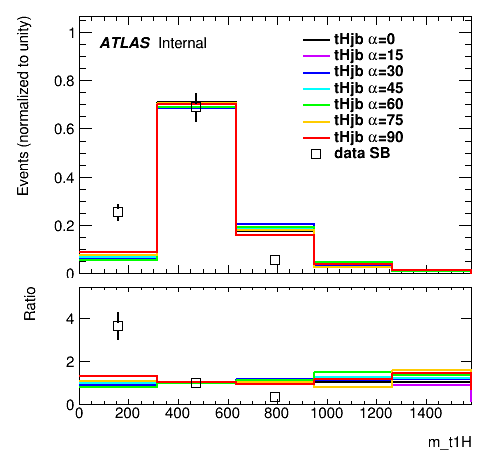 Events (normalized to unity)
1
0.8
0.6
0.4
0.2
0
ATLAS Internal
tHjb α=0
tHjb α=15
tHjb α=30
tHjb α=45
tHjb α=60
tHjb α=75
tHjb α=90
data SB
Ratio
4
2
0
0 200 400 600 800 1000 1200 1400
m_t1H